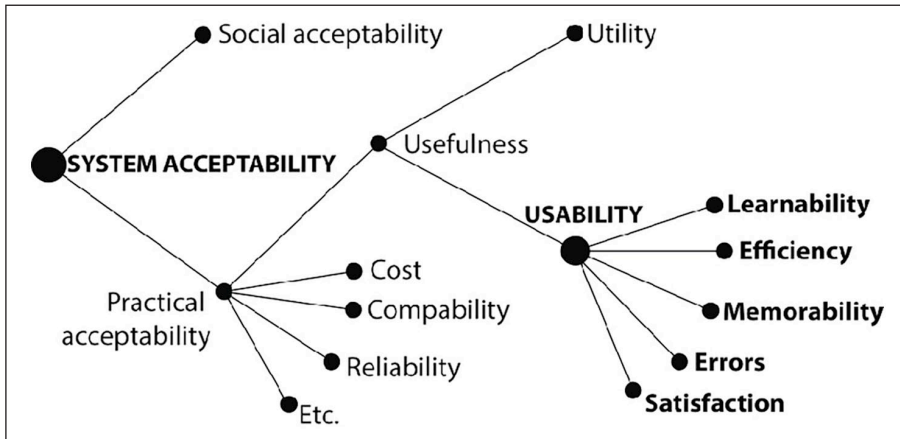 Social acceptability
Utility
SYSTEM ACCEPTABILITY
Usefulness
USABILITY
Learnability
Efficiency
Cost
Practical
acceptability
Compability
Memorability
Reliability
Errors
Etc.
Satisfaction